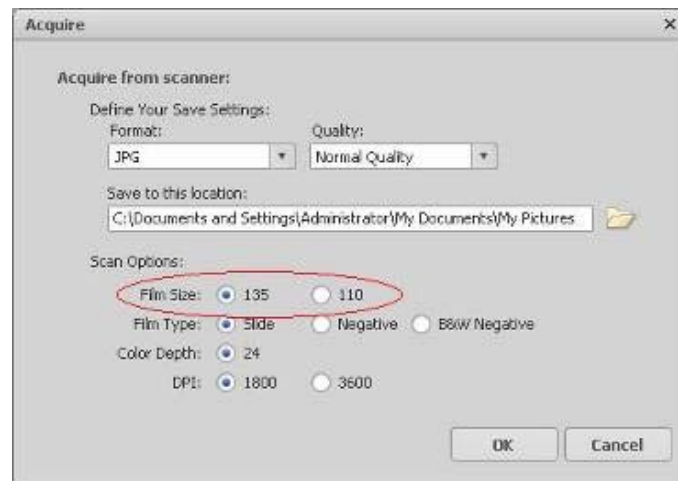 Acquire
Acquire from scanner:
Define Your Save Settings:
Format: Quality:
JPG Normal Quality
Save to this location:
C:\Documents and Settings\Administrator\My Documents\My Pictures
Scan Options:
Film Size: 135 110
Film Type: Slide Negative B&W Negative
Color Depth: 24
DPI: 1800 3600
OK Cancel